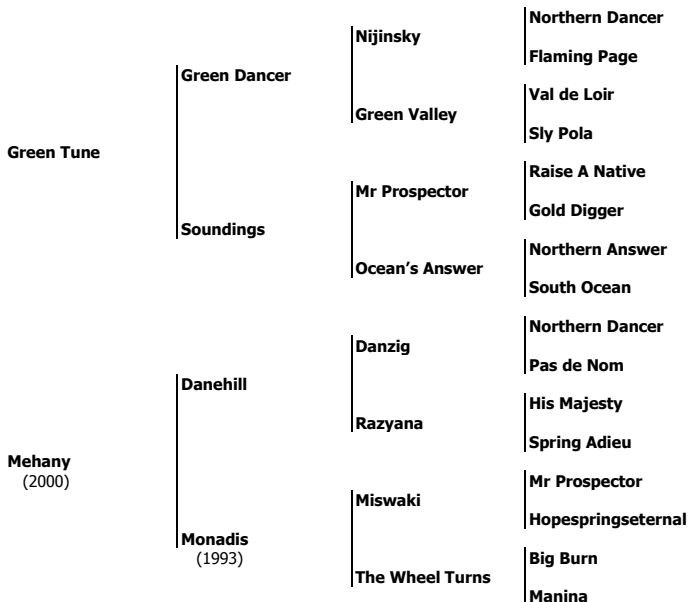 Northern Dancer
Nijinsky
Flaming Page
Green Dancer
Val de Loir
Green Valley
Sly Pola
Green Tune
Raise A Native
Mr Prospector
Gold Digger
Soundings
Northern Answer
Ocean’s Answer
South Ocean
Northern Dancer
Danzig
Pas de Nom
Danehill
His Majesty
Razyana
Spring Adieu
Mehany
(2000)
Mr Prospector
Miswaki
Hopespringseternal
Monadis
(1993)
Big Burn
The Wheel Turns
Manina